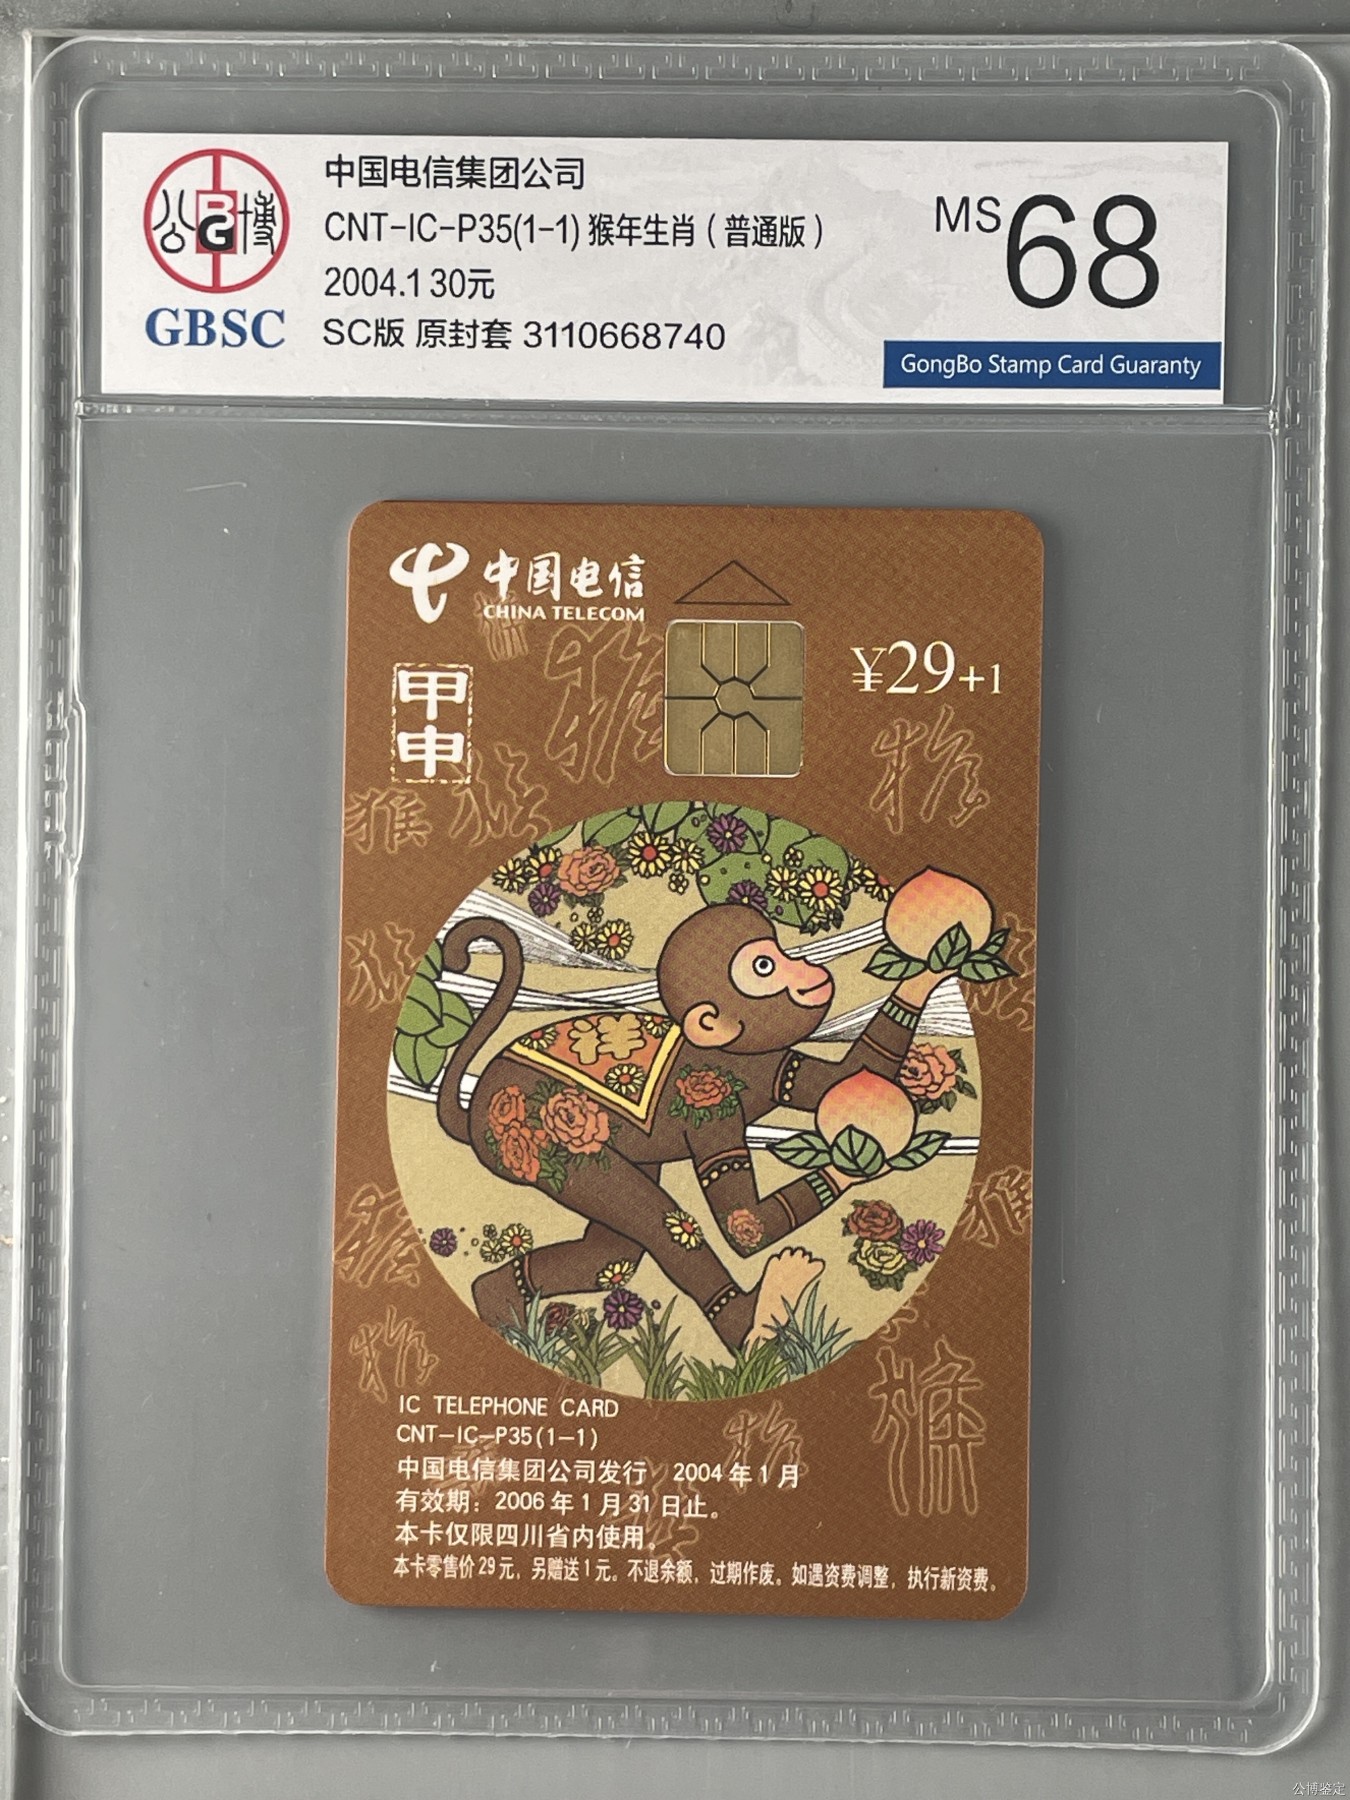 公博
BG
GBSC
中国电信集团公司
CNT-IC-P35(1-1) 猴年生肖（普通版）
2004.1 30元
SC版 原封套 3110668740
MS 68
GongBo Stamp Card Guaranty
中国电信
CHINA TELECOM
¥29+1
甲申
祥
IC TELEPHONE CARD
CNT-IC-P35(1-1)
中国电信集团公司发行 2004年1月
有效期：2006年1月31日止。
本卡仅限四川省内使用。
本卡零售价29元，另赠送1元。不退余额，过期作废。如遇资费调整，执行新资费。
公博鉴定